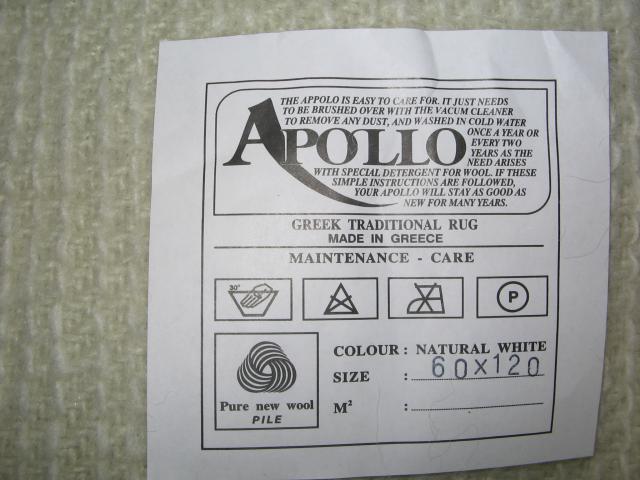 THE APPOLO IS EASY TO CARE FOR. IT JUST NEEDS
TO BE BRUSHED OVER WITH THE VACUM CLEANER
TO REMOVE ANY DUST, AND WASHED IN COLD WATER
APOLLO
ONCE A YEAR OR
EVERY TWO
YEARS AS THE
NEED ARISES
WITH SPECIAL DETERGENT FOR WOOL. IF THESE
SIMPLE INSTRUCTIONS ARE FOLLOWED,
YOUR APOLLO WILL STAY AS GOOD AS
NEW FOR MANY YEARS.
GREEK TRADITIONAL RUG
MADE IN GREECE
MAINTENANCE - CARE
30°
P
Pure new wool
PILE
COLOUR : NATURAL WHITE
SIZE : 60X120
M² :